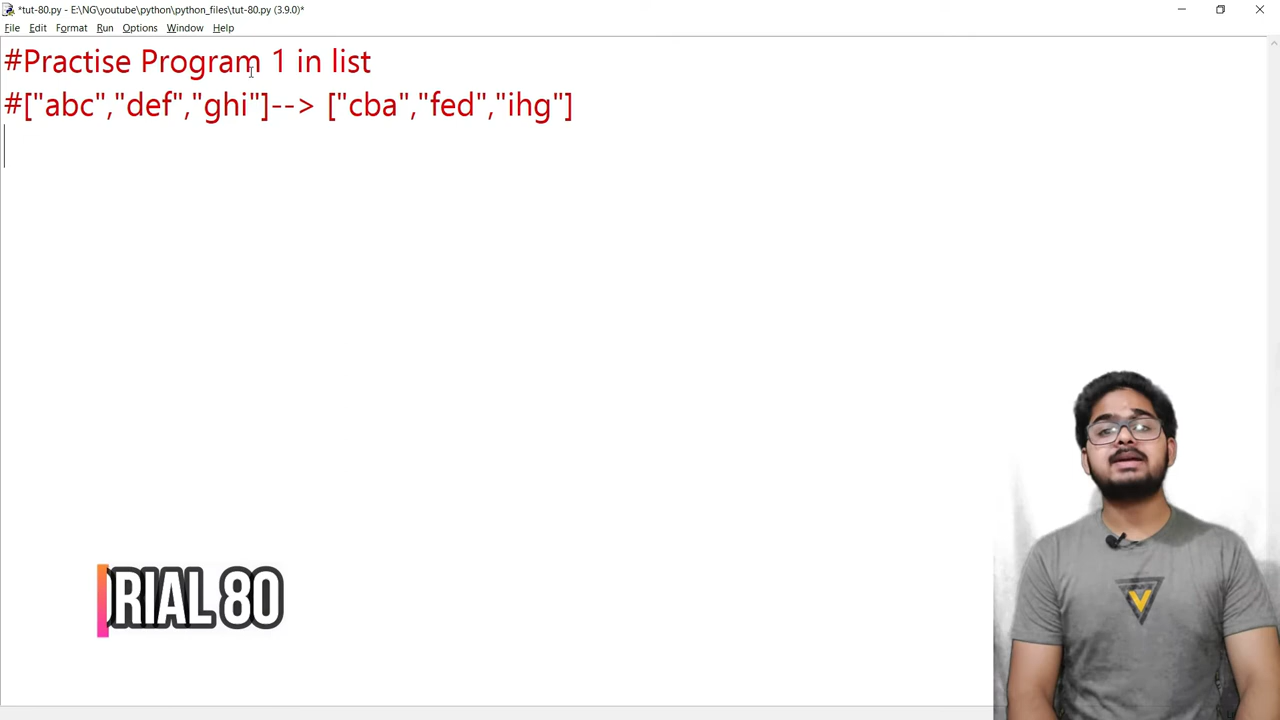 *tut-80.py - E:\NG\youtube\python\python_files\tut-80.py (3.9.0)*
File Edit Format Run Options Window Help
#Practise Program 1 in list
#["abc","def","ghi"]--> ["cba","fed","ihg"]
ORIAL 80